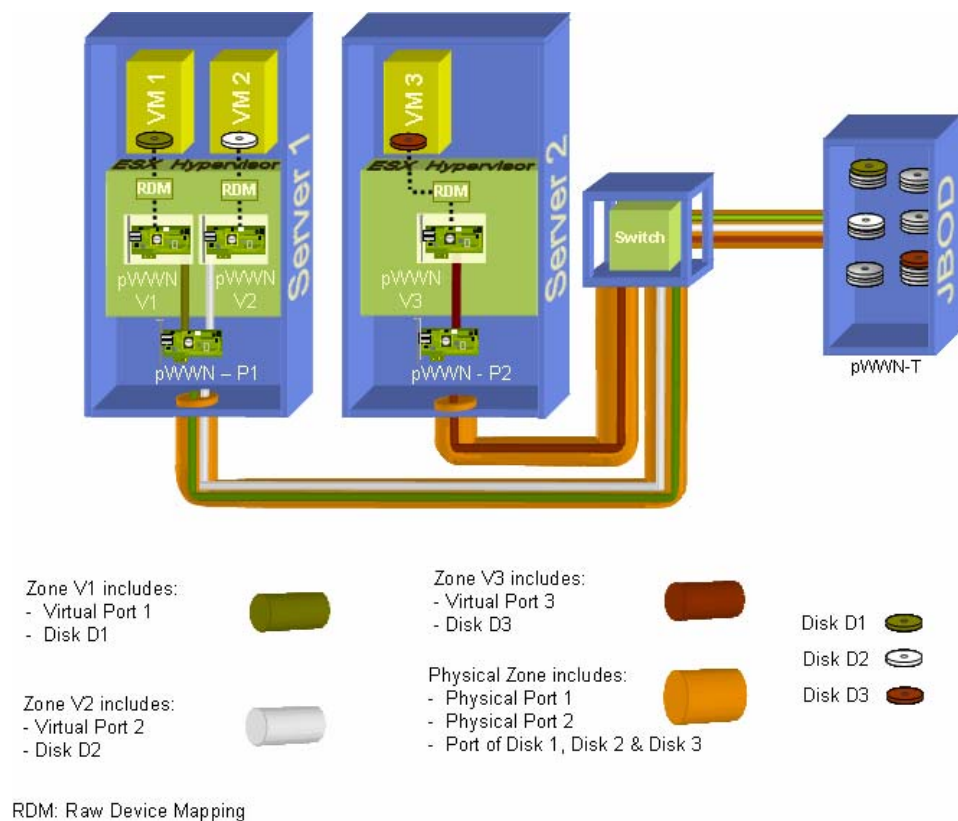 VM 1
VM 2
VM 3
ESX Hypervisor
ESX Hypervisor
RDM
RDM
RDM
Server 1
Server 2
Switch
JBOD
pWWN
V1
pWWN
V2
pWWN
V3
pWWN – P1
pWWN - P2
pWWN-T
Zone V1 includes:
- Virtual Port 1
- Disk D1
Zone V2 includes:
- Virtual Port 2
- Disk D2
Zone V3 includes:
- Virtual Port 3
- Disk D3
Physical Zone includes:
- Physical Port 1
- Physical Port 2
- Port of Disk 1, Disk 2 & Disk 3
Disk D1
Disk D2
Disk D3
RDM: Raw Device Mapping